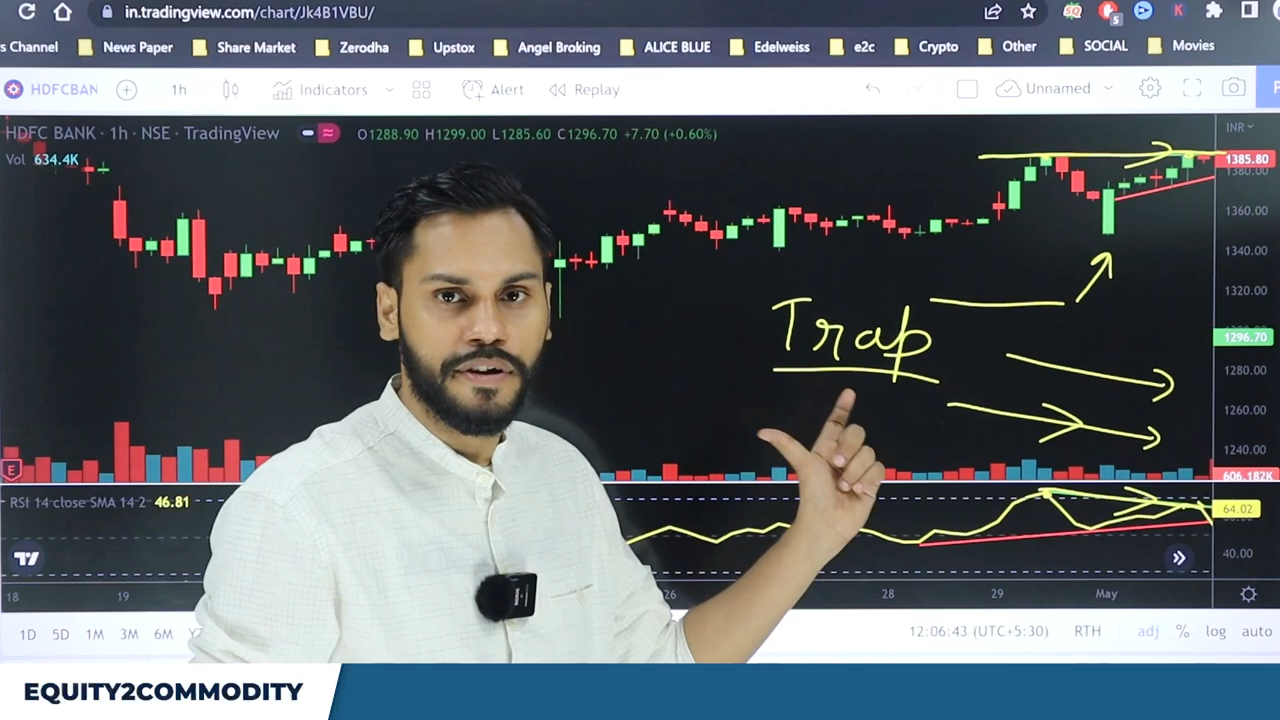 in.tradingview.com/chart/Jk4B1VBU/
5
K
s Channel News Paper Share Market Zerodha Upstox Angel Broking ALICE BLUE Edelweiss e2c Crypto Other SOCIAL Movies
HDFCBAN 1h Indicators Alert Replay Unnamed P
HDFC BANK · 1h · NSE · TradingView O1288.90 H1299.00 L1285.60 C1296.70 +7.70 (+0.60%) INR
Vol 634.4K
1385.80
1380.00
1360.00
1340.00
1320.00
Trap
1296.70
1280.00
1260.00
1240.00
E
606.182K
RSI 14 close SMA 14 2 46.81
64.02
40.00
18 19 26 28 29 May
1D 5D 1M 3M 6M 12:06:43 (UTC+5:30) RTH adj % log auto
EQUITY2COMMODITY